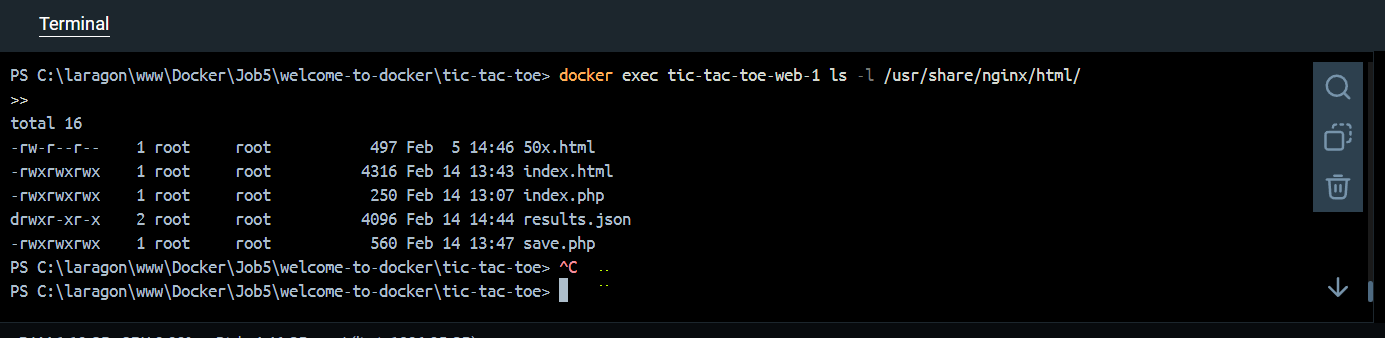 Terminal
PS C:\laragon\www\Docker\Job5\welcome-to-docker\tic-tac-toe> docker exec tic-tac-toe-web-1 ls -l /usr/share/nginx/html/
>>
total 16
-rw-r--r--    1 root     root           497 Feb  5 14:46 50x.html
-rwxrwxrwx    1 root     root          4316 Feb 14 13:43 index.html
-rwxrwxrwx    1 root     root           250 Feb 14 13:07 index.php
drwxr-xr-x    2 root     root          4096 Feb 14 14:44 results.json
-rwxrwxrwx    1 root     root           560 Feb 14 13:47 save.php
PS C:\laragon\www\Docker\Job5\welcome-to-docker\tic-tac-toe> ^C
PS C:\laragon\www\Docker\Job5\welcome-to-docker\tic-tac-toe>